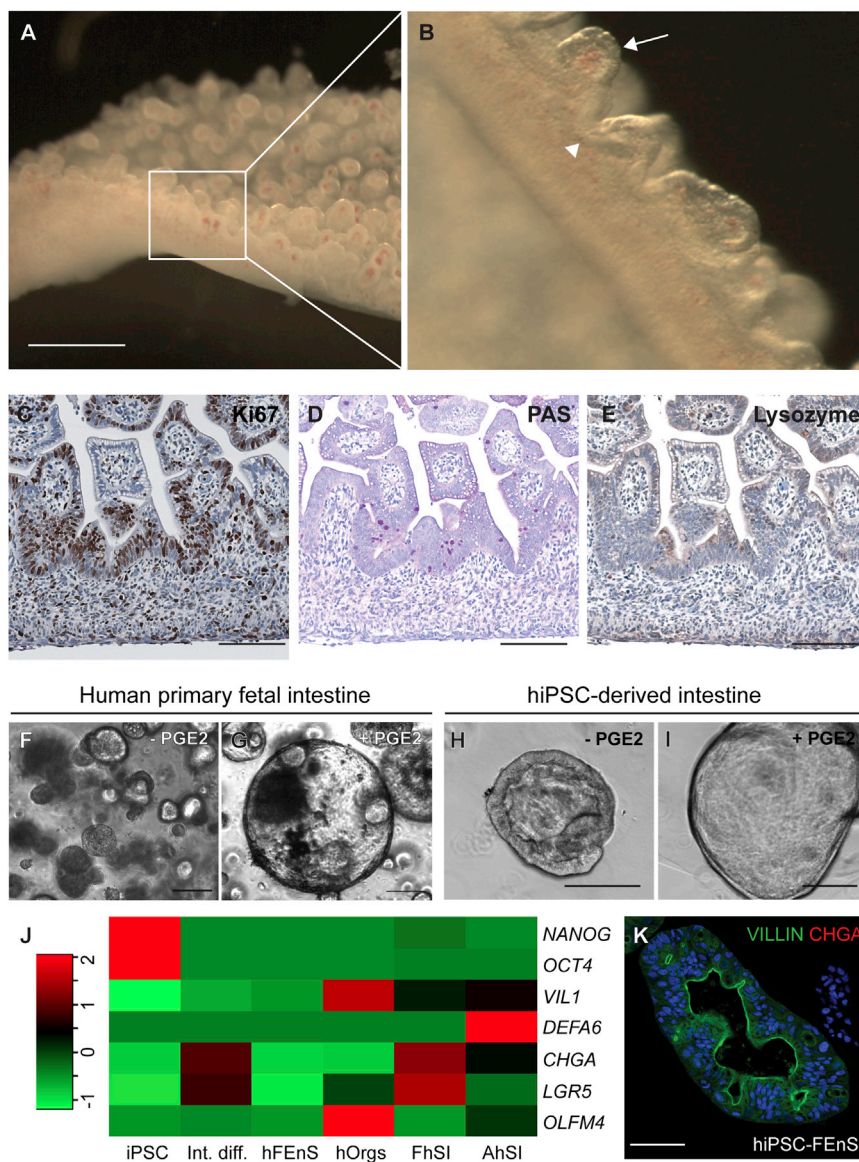 A
B
C
Ki67
D
PAS
E
Lysozyme
Human primary fetal intestine
hiPSC-derived intestine
F
- PGE2
G
+ PGE2
H
- PGE2
I
+ PGE2
J
2
1
0
-1
NANOG
OCT4
VIL1
DEFA6
CHGA
LGR5
OLFM4
iPSC
Int. diff.
hFEnS
hOrgs
FhSI
AhSI
K
VILLIN CHGA
hiPSC-FEnS